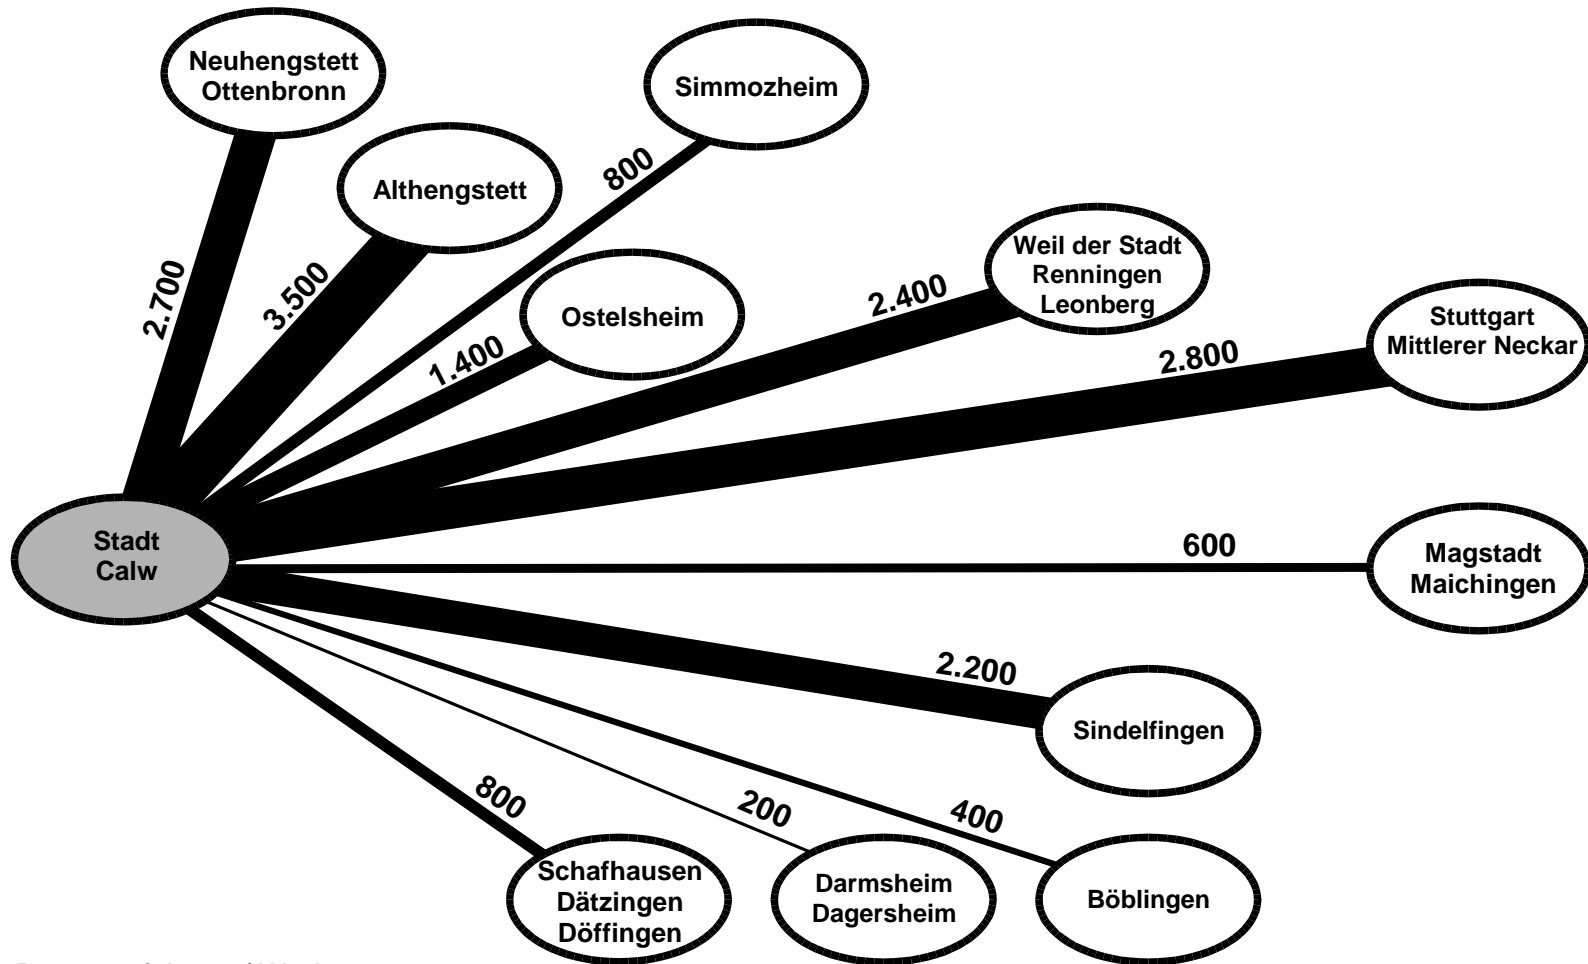 Neuhengstett
Ottenbronn
Simmozheim
Althengstett
800
Weil der Stadt
Renningen
Leonberg
2.700
3.500
Ostelsheim
2.400
Stuttgart
Mittlerer Neckar
1.400
2.800
Stadt
Calw
600
Magstadt
Maichingen
2.200
Sindelfingen
800
200
400
Schafhausen
Dätzingen
Döffingen
Darmsheim
Dagersheim
Böblingen